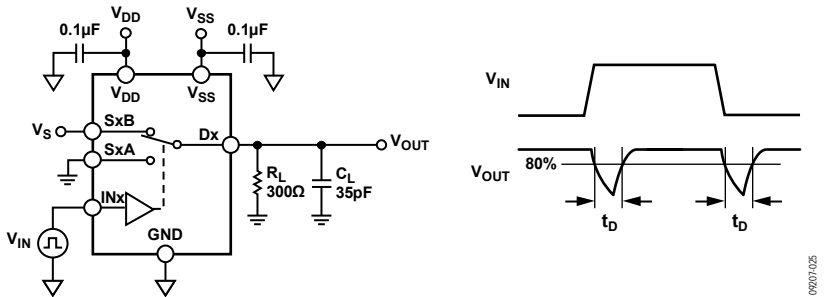 VDD
VSS
0.1µF
0.1µF
VDD
VSS
VS
SxB
Dx
VOUT
SxA
RL
300Ω
CL
35pF
INx
VIN
GND
VIN
VOUT
80%
tD
tD
09207-025